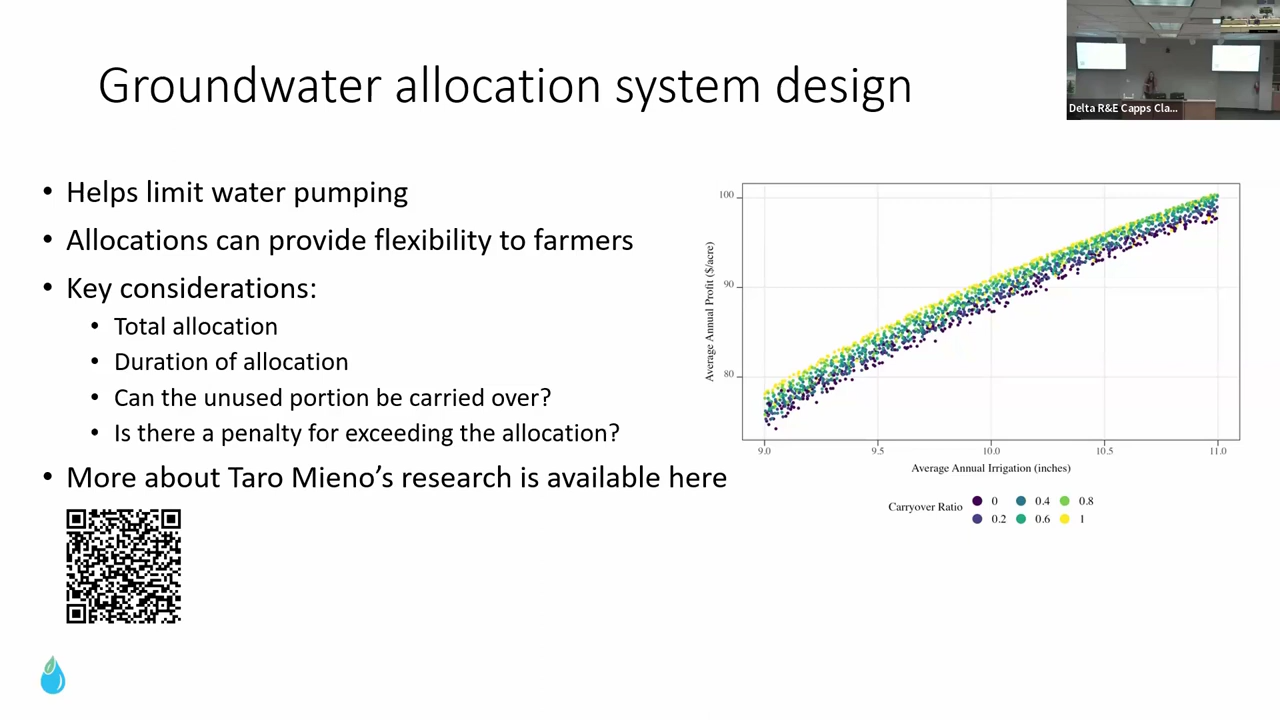 Groundwater allocation system design
Delta R&E Capps Cla...
• Helps limit water pumping
• Allocations can provide flexibility to farmers
• Key considerations:
• Total allocation
• Duration of allocation
• Can the unused portion be carried over?
• Is there a penalty for exceeding the allocation?
• More about Taro Mieno’s research is available here
Average Annual Profit ($/acre)
100
90
80
9.0 9.5 10.0 10.5 11.0
Average Annual Irrigation (inches)
Carryover Ratio
0 0.4 0.8
0.2 0.6 1